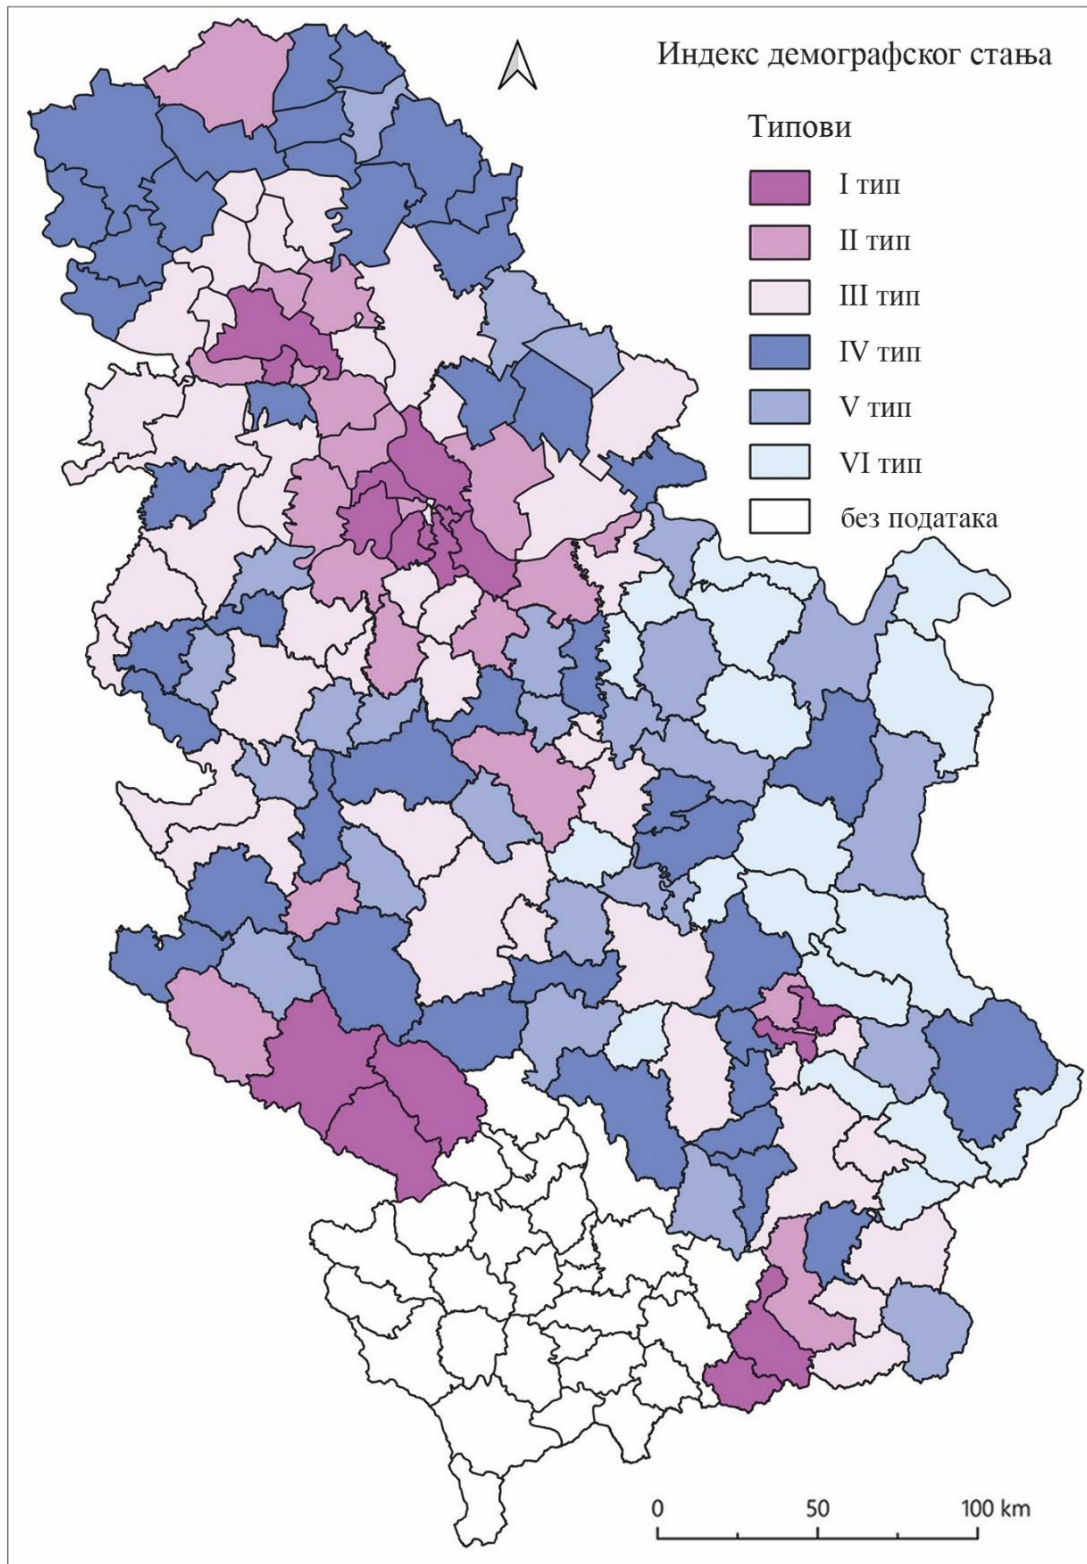 Индекс демографског стања
Типови
I тип
II тип
III тип
IV тип
V тип
VI тип
без података
0 50 100 km